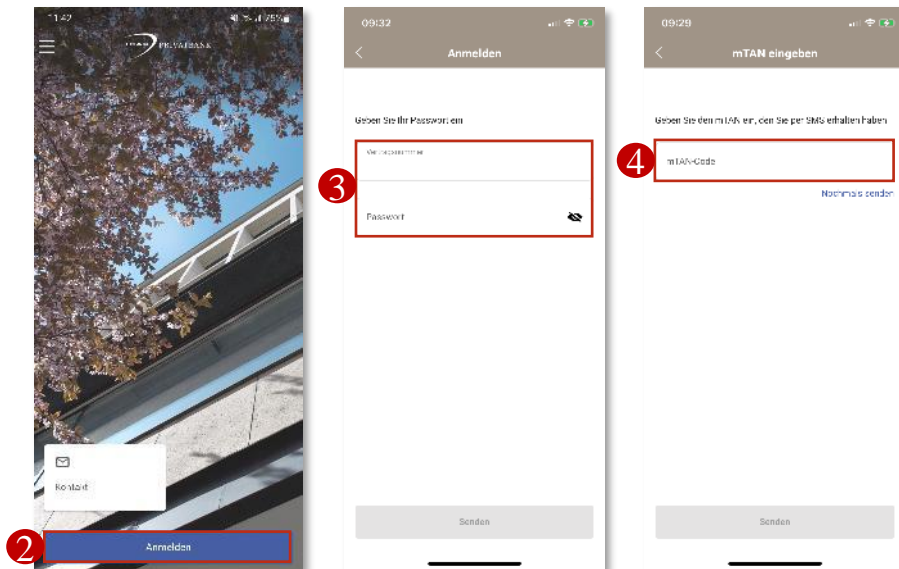 11:42
75%
PRIVATBANK
Kontakt
2
Anmelden
09:32
Anmelden
Geben Sie Ihr Passwort ein
3
Vertragsnummer
Passwort
Senden
09:29
mTAN eingeben
Geben Sie den mTAN ein, den Sie per SMS erhalten haben
4
mTAN-Code
Nochmals senden
Senden